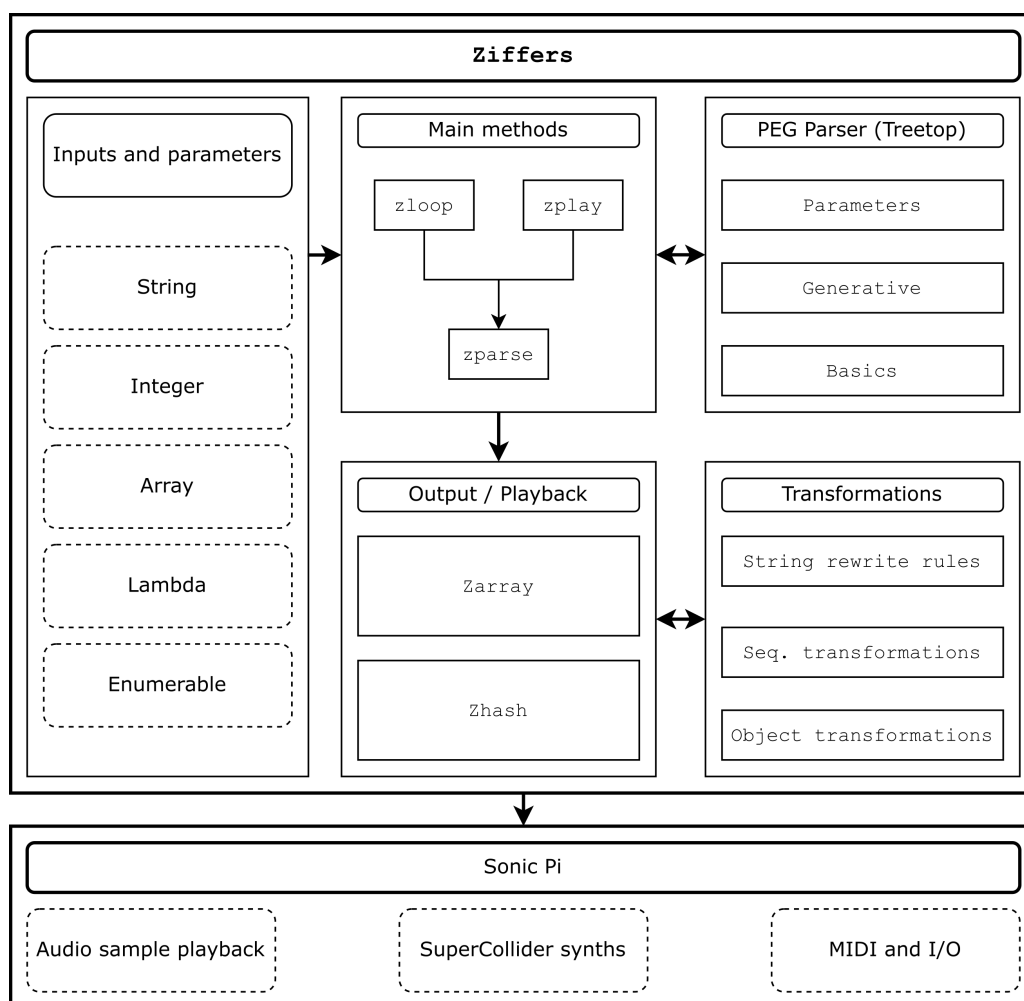 Ziffers
Inputs and parameters
String
Integer
Array
Lambda
Enumerable
Main methods
zloop
zplay
zparse
PEG Parser (Treetop)
Parameters
Generative
Basics
Output / Playback
Zarray
Zhash
Transformations
String rewrite rules
Seq. transformations
Object transformations
Sonic Pi
Audio sample playback
SuperCollider synths
MIDI and I/O